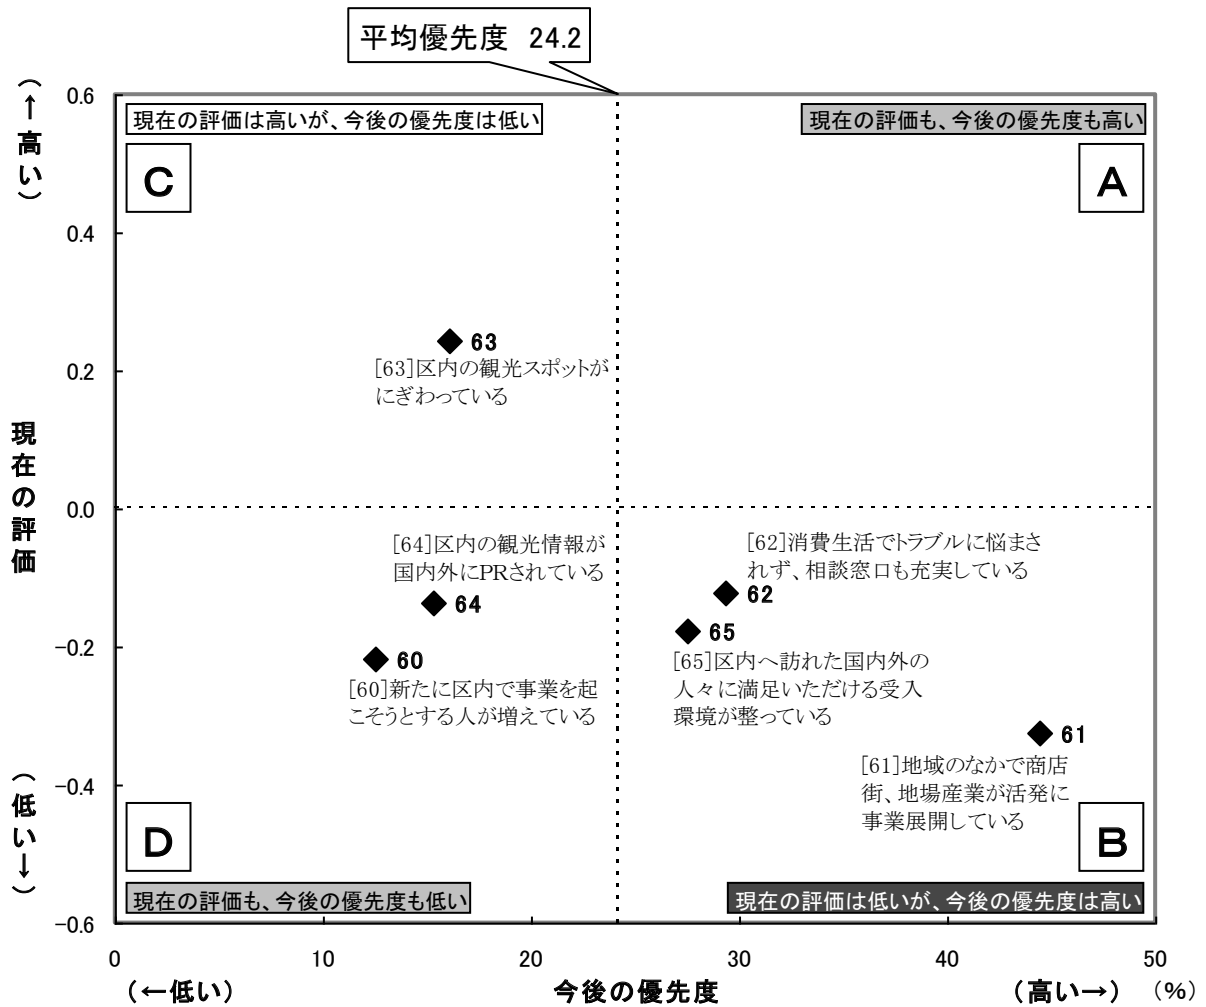 平均優先度 24.2
(↑高い)
0.6
現在の評価は高いが、今後の優先度は低い
現在の評価も、今後の優先度も高い
C
A
0.4
63
[63]区内の観光スポットが
にぎわっている
0.2
現在の評価
0.0
[64]区内の観光情報が
国内外にPRされている
64
[62]消費生活でトラブルに悩まさ
れず、相談窓口も充実している
62
65
[65]区内へ訪れた国内外の
人々に満足いただける受入
環境が整っている
−0.2
60
[60]新たに区内で事業を起
こそうとする人が増えている
61
[61]地域のなかで商店
街、地場産業が活発に
事業展開している
−0.4
(低い↓)
D
B
現在の評価も、今後の優先度も低い
現在の評価は低いが、今後の優先度は高い
−0.6
0 10 20 30 40 50
(←低い) 今後の優先度 (高い→) (%)